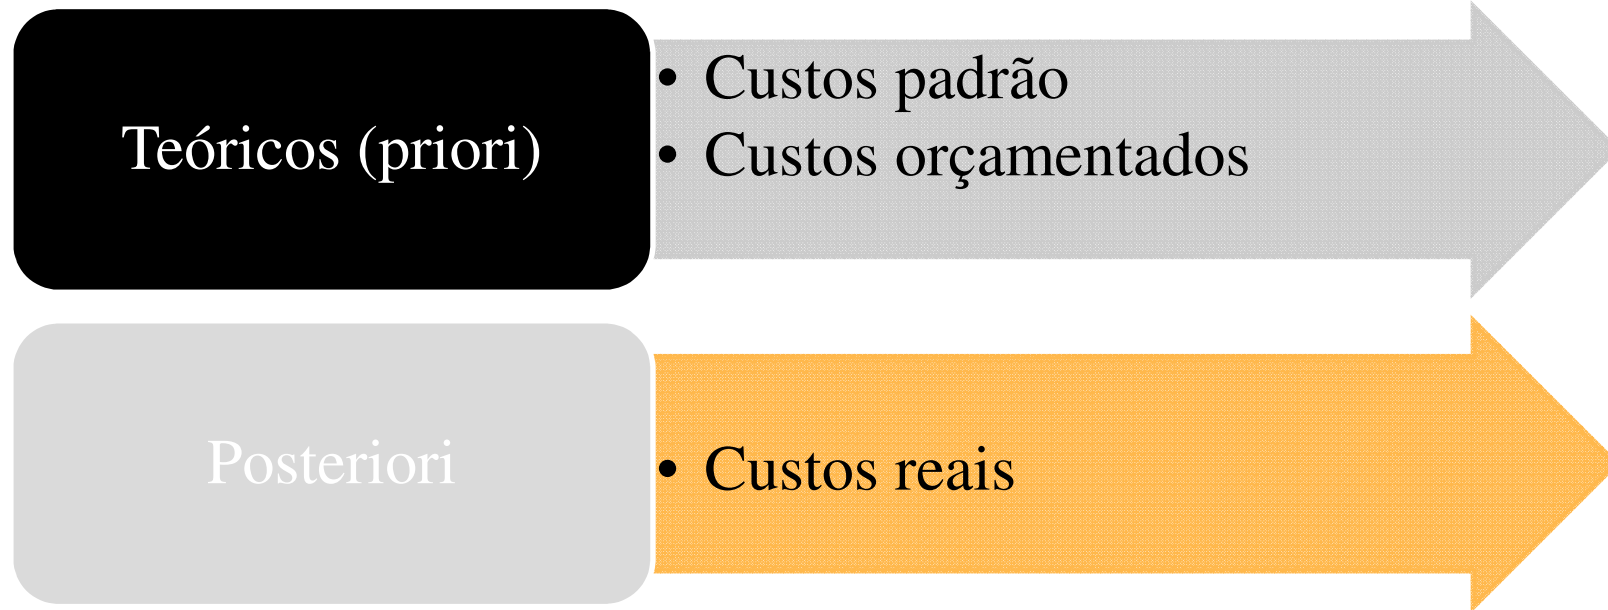 Teóricos (priori)
• Custos padrão
• Custos orçamentados
Posteriori
• Custos reais